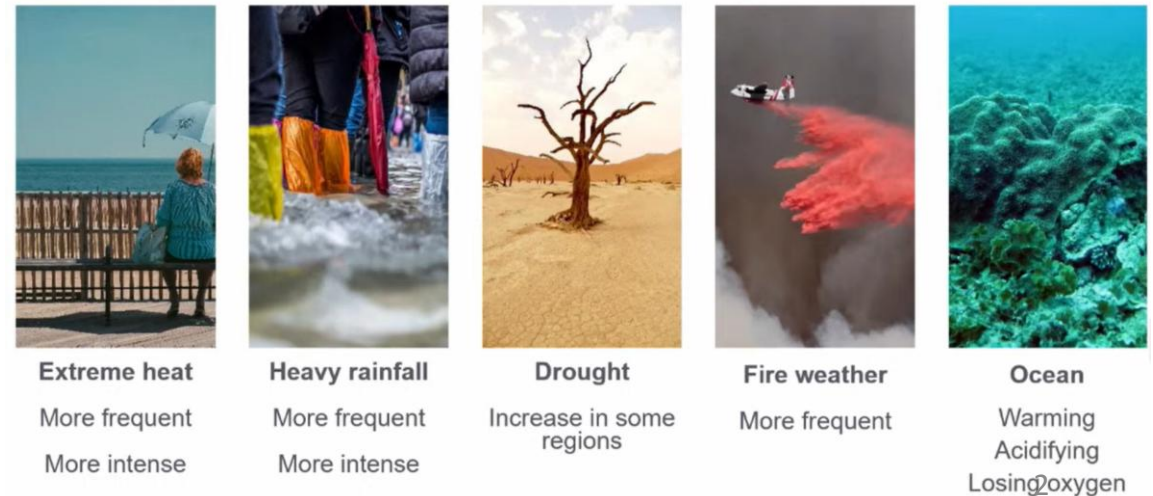 Extreme heat
More frequent
More intense
Heavy rainfall
More frequent
More intense
Drought
Increase in some
regions
Fire weather
More frequent
Ocean
Warming
Acidifying
Losing oxygen
2